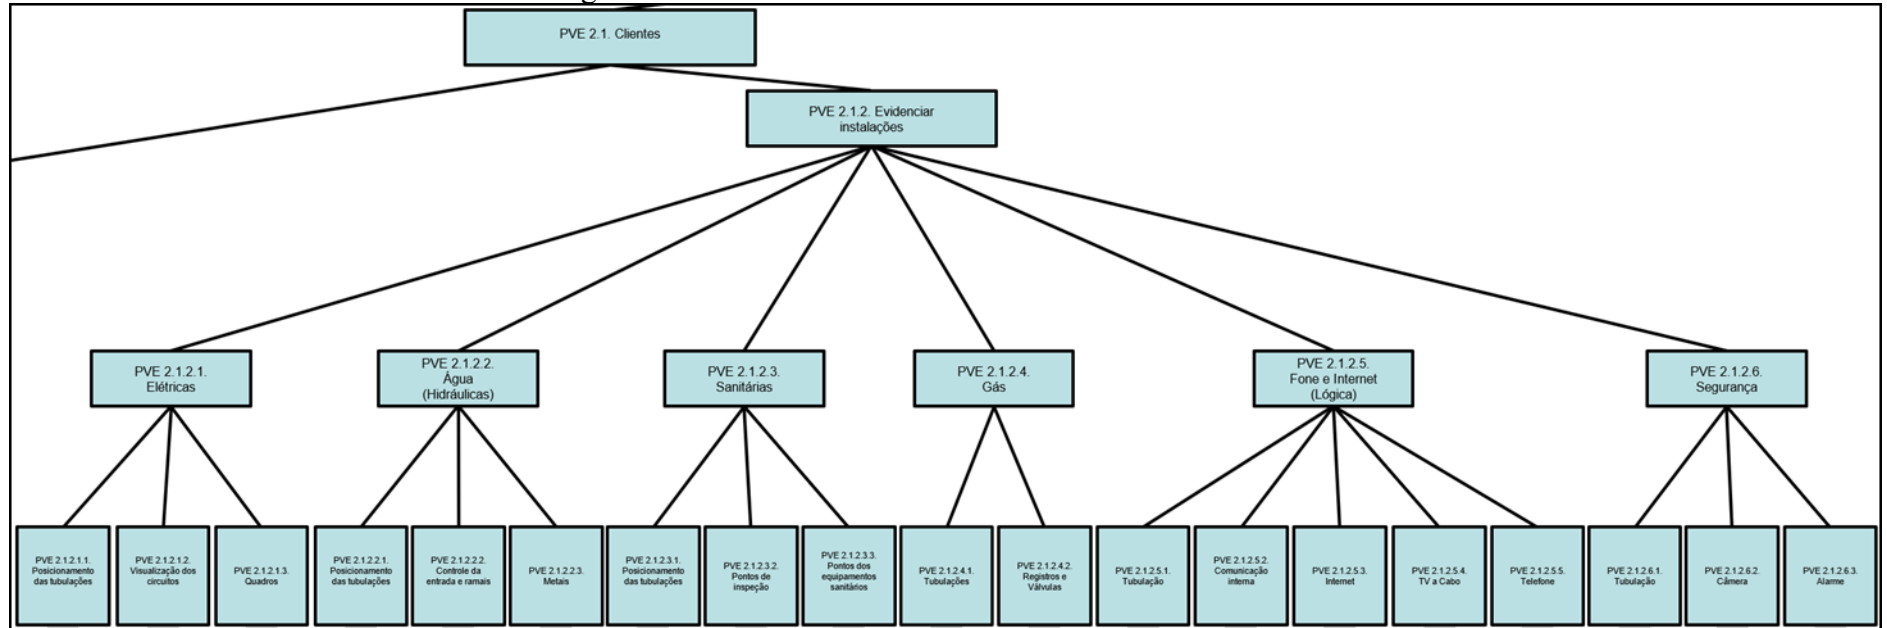 PVE 2.1. Clientes
PVE 2.1.2. Evidenciar
instalações
PVE 2.1.2.1.
Elétricas
PVE 2.1.2.2.
Água
(Hidráulicas)
PVE 2.1.2.3.
Sanitárias
PVE 2.1.2.4.
Gás
PVE 2.1.2.5.
Fone e Internet
(Lógica)
PVE 2.1.2.6.
Segurança
PVE 2.1.2.1.1.
Posicionamento
das tubulações
PVE 2.1.2.1.2.
Visualização dos
circuitos
PVE 2.1.2.1.3.
Quadros
PVE 2.1.2.2.1.
Posicionamento
das tubulações
PVE 2.1.2.2.2.
Controle da
entrada e ramais
PVE 2.1.2.2.3.
Metais
PVE 2.1.2.3.1.
Posicionamento
das tubulações
PVE 2.1.2.3.2.
Pontos de
inspeção
PVE 2.1.2.3.3.
Pontos dos
equipamentos
sanitários
PVE 2.1.2.4.1.
Tubulações
PVE 2.1.2.4.2.
Registros e
Válvulas
PVE 2.1.2.5.1.
Tubulação
PVE 2.1.2.5.2.
Comunicação
interna
PVE 2.1.2.5.3.
Internet
PVE 2.1.2.5.4.
TV a Cabo
PVE 2.1.2.5.5.
Telefone
PVE 2.1.2.6.1.
Tubulação
PVE 2.1.2.6.2.
Câmera
PVE 2.1.2.6.3.
Alarme